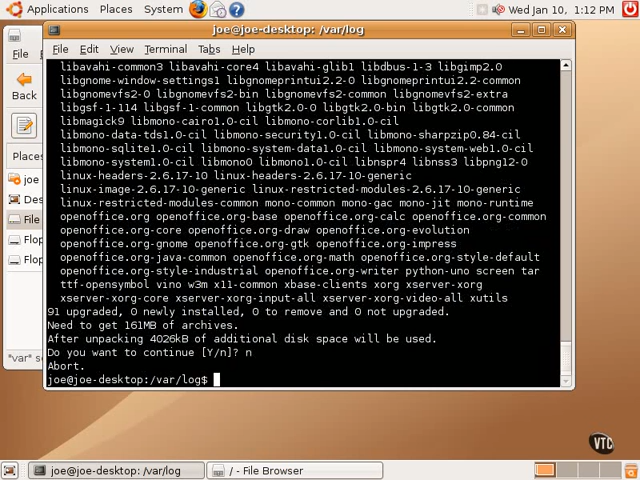 Applications Places System Wed Jan 10, 1:12 PM
joe@joe-desktop: /var/log
File Edit View Terminal Tabs Help
File
Back
Places
joe
Des
File
Flop
Flop
"var" s
libavahi-common3 libavahi-core4 libavahi-glib1 libdbus-1-3 libgimp2.0
libgnome-window-settings1 libgnomeprintui2.2-0 libgnomeprintui2.2-common
libgnomevfs2-0 libgnomevfs2-bin libgnomevfs2-common libgnomevfs2-extra
libgsf-1-114 libgsf-1-common libgtk2.0-0 libgtk2.0-bin libgtk2.0-common
libmagick9 libmono-cairo1.0-cil libmono-corlib1.0-cil
libmono-data-tds1.0-cil libmono-security1.0-cil libmono-sharpzip0.84-cil
libmono-sqlite1.0-cil libmono-system-data1.0-cil libmono-system-web1.0-cil
libmono-system1.0-cil libmono0 libmono1.0-cil libnspr4 libnss3 libpng12-0
linux-headers-2.6.17-10 linux-headers-2.6.17-10-generic
linux-image-2.6.17-10-generic linux-restricted-modules-2.6.17-10-generic
linux-restricted-modules-common mono-common mono-gac mono-jit mono-runtime
openoffice.org openoffice.org-base openoffice.org-calc openoffice.org-common
openoffice.org-core openoffice.org-draw openoffice.org-evolution
openoffice.org-gnome openoffice.org-gtk openoffice.org-impress
openoffice.org-java-common openoffice.org-math openoffice.org-style-default
openoffice.org-style-industrial openoffice.org-writer python-uno screen tar
ttf-opensymbol vino w3m x11-common xbase-clients xorg xserver-xorg
xserver-xorg-core xserver-xorg-input-all xserver-xorg-video-all xutils
91 upgraded, 0 newly installed, 0 to remove and 0 not upgraded.
Need to get 161MB of archives.
After unpacking 4026kB of additional disk space will be used.
Do you want to continue [Y/n]? n
Abort.
joe@joe-desktop:/var/log$
VTC
joe@joe-desktop: /var/log
/ - File Browser